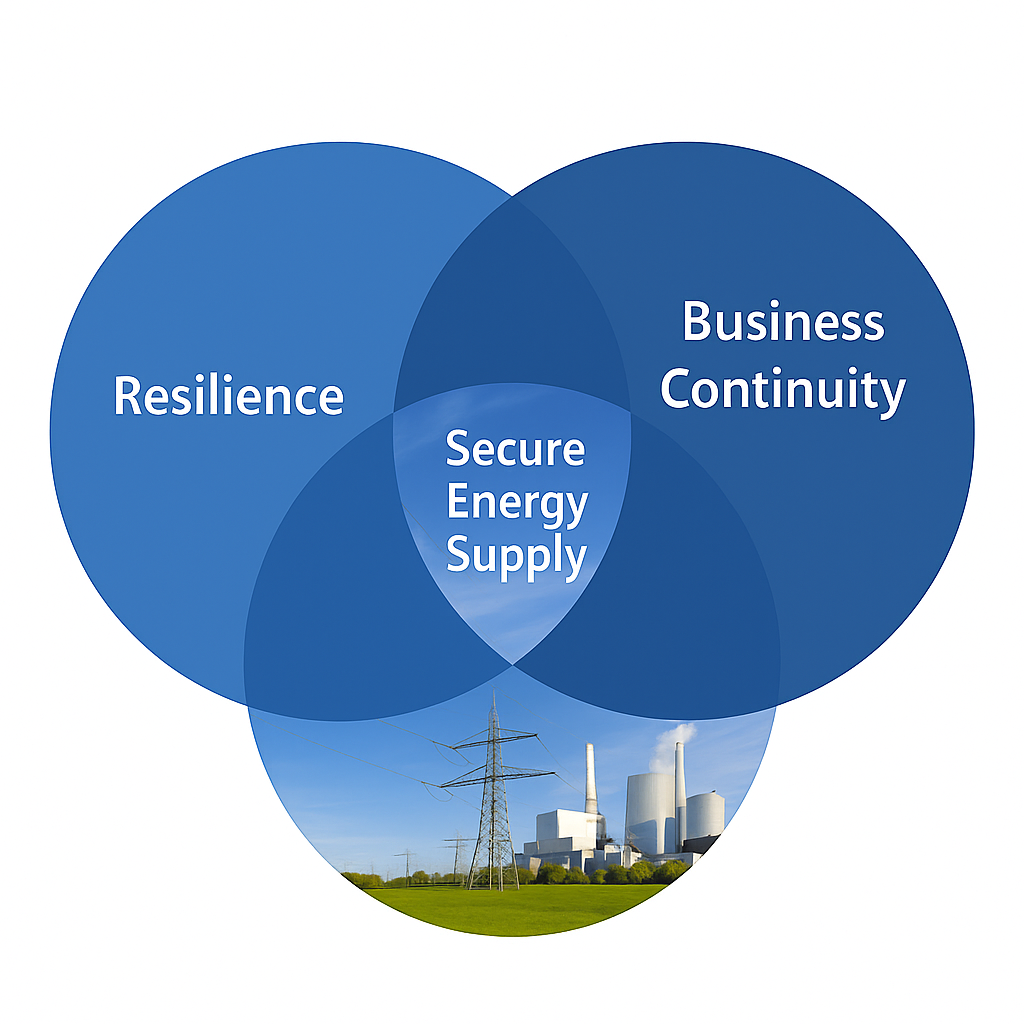 Resilience
Business
Continuity
Secure
Energy
Supply